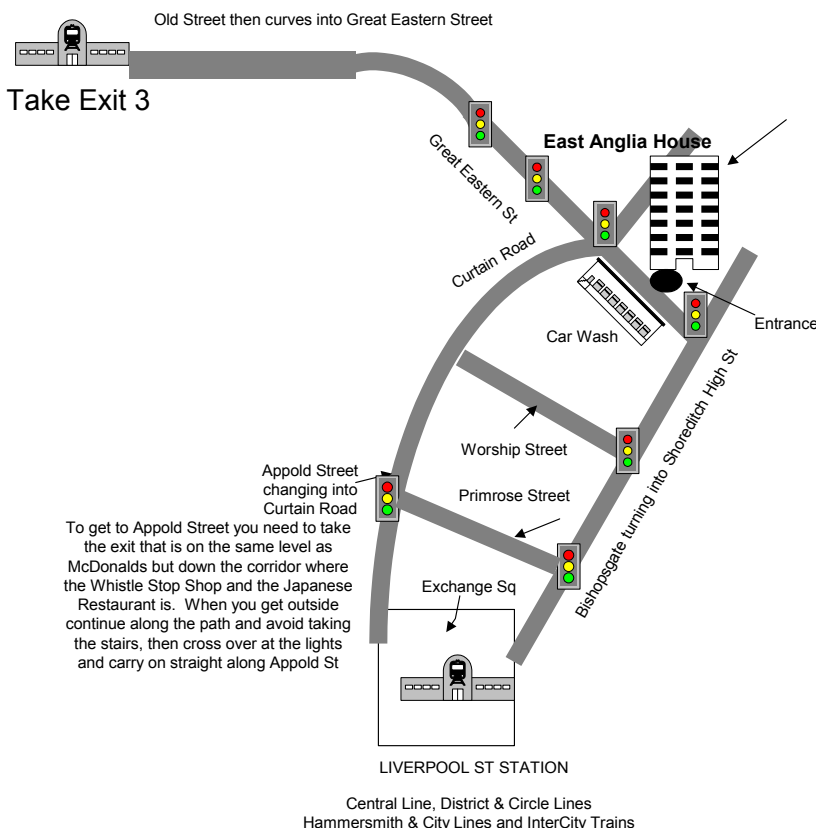 Old Street then curves into Great Eastern Street
Take Exit 3
East Anglia House
Great Eastern St
Curtain Road
Entrance
Car Wash
Bishopsgate turning into Shoreditch High St
Worship Street
Appold Street
changing into
Curtain Road
Primrose Street
To get to Appold Street you need to take
the exit that is on the same level as
McDonalds but down the corridor where
the Whistle Stop Shop and the Japanese
Restaurant is.  When you get outside
continue along the path and avoid taking
the stairs, then cross over at the lights
and carry on straight along Appold St
Exchange Sq
LIVERPOOL ST STATION
Central Line, District & Circle Lines
Hammersmith & City Lines and InterCity Trains